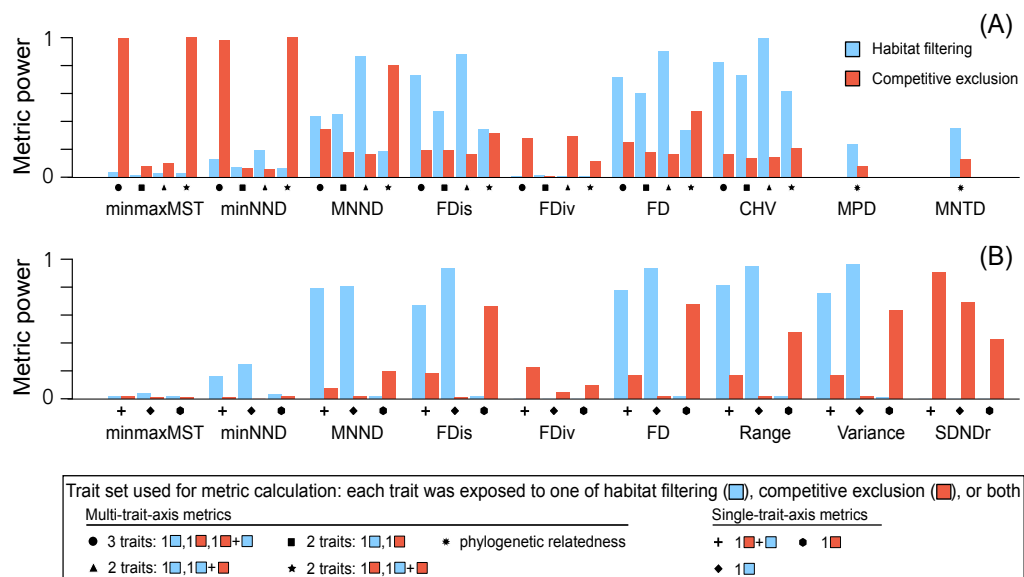 (A)
Metric power
1
0
Habitat filtering
Competitive exclusion
minmaxMST minNND MNND FDis FDiv FD CHV MPD MNTD
(B)
Metric power
1
0
minmaxMST minNND MNND FDis FDiv FD Range Variance SDNDr
Trait set used for metric calculation: each trait was exposed to one of habitat filtering (■), competitive exclusion (■), or both
Multi-trait-axis metrics
● 3 traits: 1■,1■,1■+■
■ 2 traits: 1■,1■
✷ phylogenetic relatedness
▲ 2 traits: 1■,1■+■
★ 2 traits: 1■,1■+■
Single-trait-axis metrics
+ 1■+■
⬢ 1■
◆ 1■